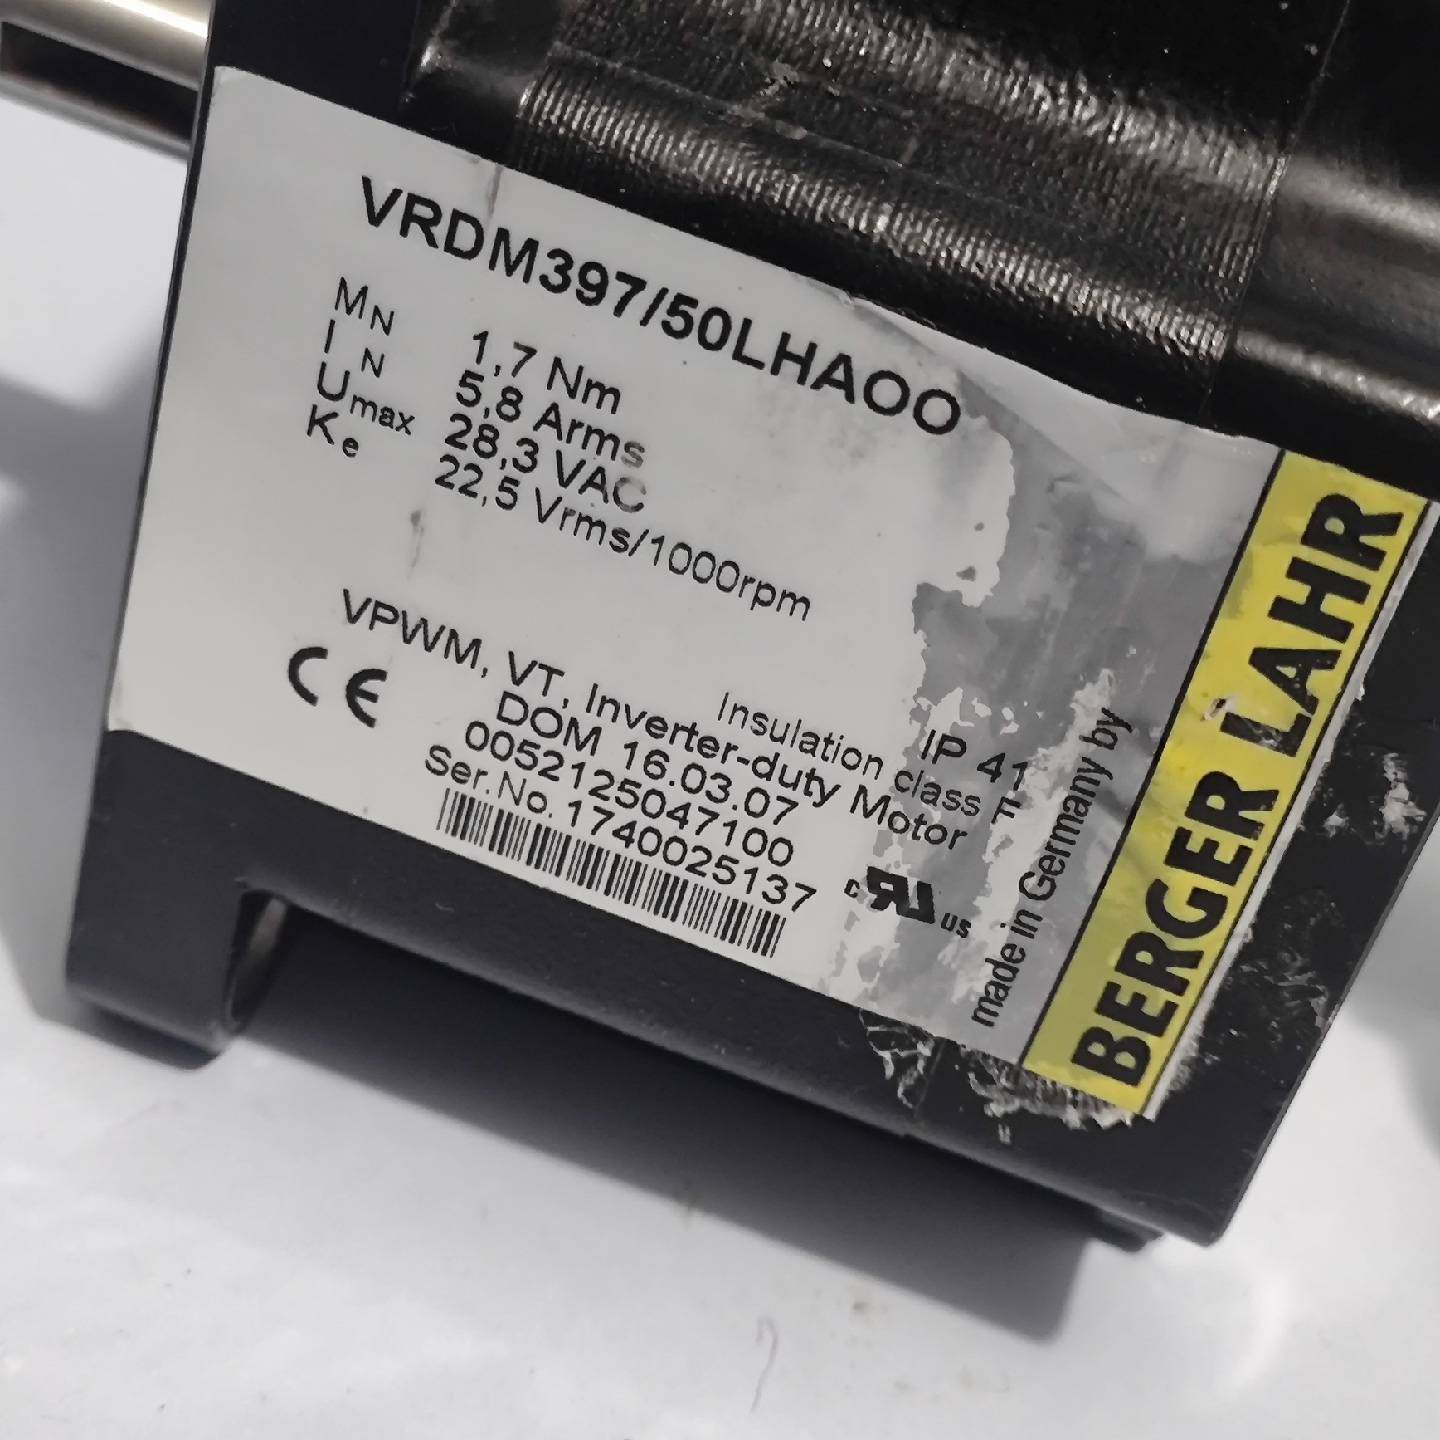 VRDM397/50LHAOO
MN 1,7 Nm
IN 5,8 Arms
Umax 28,3 VAC
Ke 22,5 Vrms/1000rpm
IP 41
Insulation class F
VPWM, VT, Inverter-duty Motor
DOM 16.03.07
0052125047100
Ser.No.1740025137
CE
c RU US
made in Germany by
BERGER LAHR